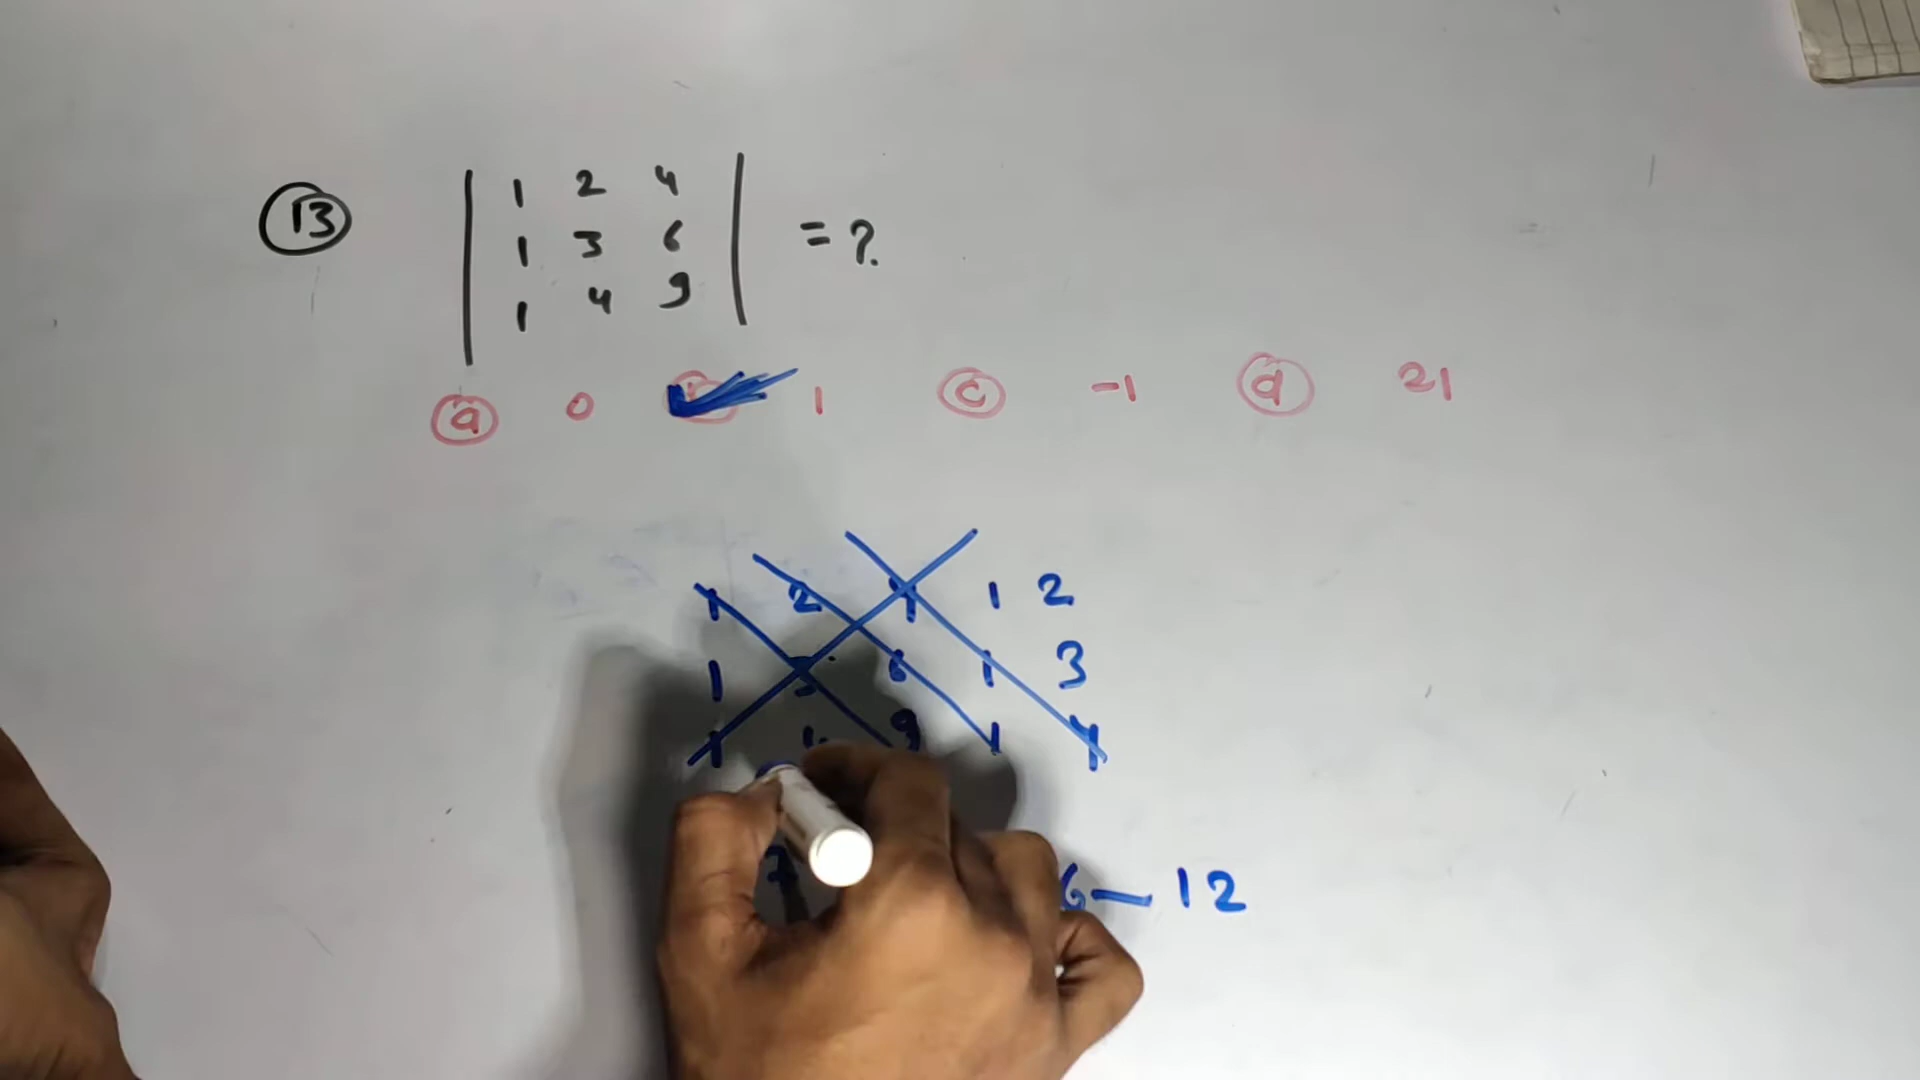 13 | 1 2 4 | = ?
1 3 6
1 4 9
a 0 1 c -1 d 21
1 2 4 1 2
1 3 6 1 3
1 4 9 1 4
6 — 12